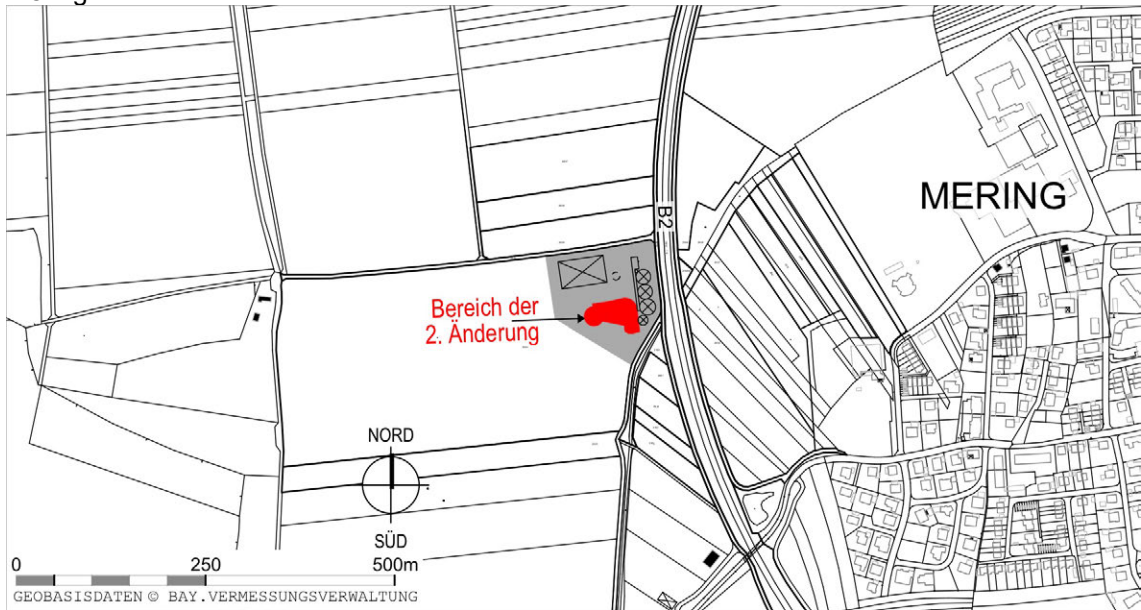 MERING
B2
Bereich der
2. Änderung
NORD
SÜD
0 250 500m
GEOBASISDATEN © BAY.VERMESSUNGSVERWALTUNG